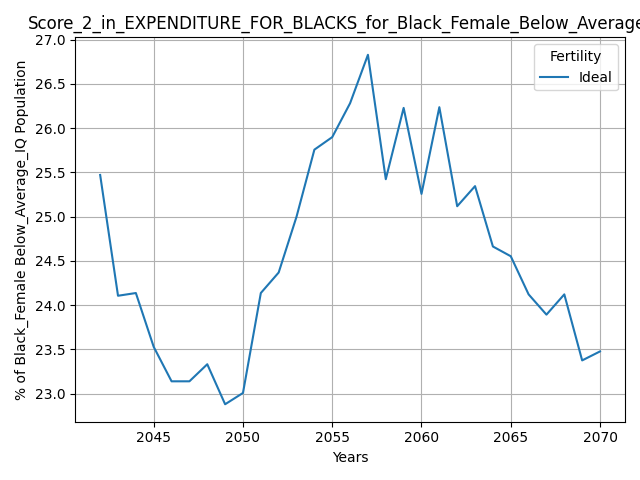 Score_2_in_EXPENDITURE_FOR_BLACKS_for_Black_Female_Below_Average
27.0
26.5
26.0
25.5
25.0
24.5
24.0
23.5
23.0
% of Black_Female Below_Average_IQ Population
Fertility
Ideal
2045 2050 2055 2060 2065 2070
Years